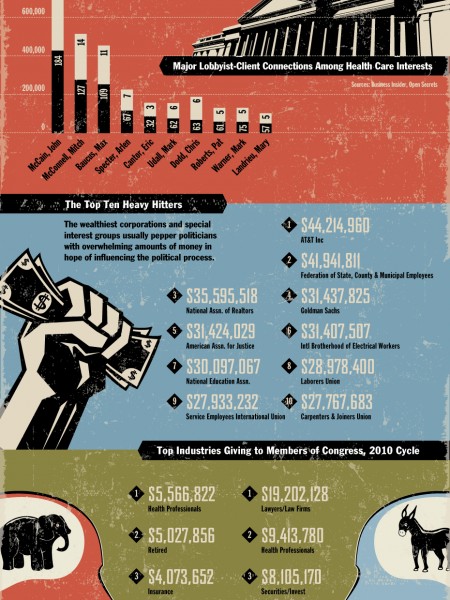 600,000
400,000
200,000
0
184
14
127
11
109
7
67
3
32
6
62
6
63
5
61
5
75
5
57
McCain, John
McConnell, Mitch
Baucus, Max
Specter, Arlen
Cantor, Eric
Udall, Mark
Dodd, Chris
Roberts, Pat
Warner, Mark
Landrieu, Mary
Major Lobbyist-Client Connections Among Health Care Interests
Sources: Business Insider, Open Secrets
The Top Ten Heavy Hitters
The wealthiest corporations and special
interest groups usually pepper politicians
with overwhelming amounts of money in
hope of influencing the political process.
1 $44,214,960
AT&T Inc
2 $41,941,811
Federation of State, County & Municipal Employees
3 $35,595,518
National Assn. of Realtors
4 $31,437,825
Goldman Sachs
5 $31,424,029
American Assn. for Justice
6 $31,407,507
Intl Brotherhood of Electrical Workers
7 $30,097,067
National Education Assn.
8 $28,978,400
Laborers Union
9 $27,933,232
Service Employees International Union
10 $27,767,683
Carpenters & Joiners Union
$
$
$
$
Top Industries Giving to Members of Congress, 2010 Cycle
1 $5,566,822
Health Professionals
2 $5,027,856
Retired
3 $4,073,652
Insurance
1 $19,202,128
Lawyers/Law Firms
2 $9,413,780
Health Professionals
3 $8,105,170
Securities/Invest